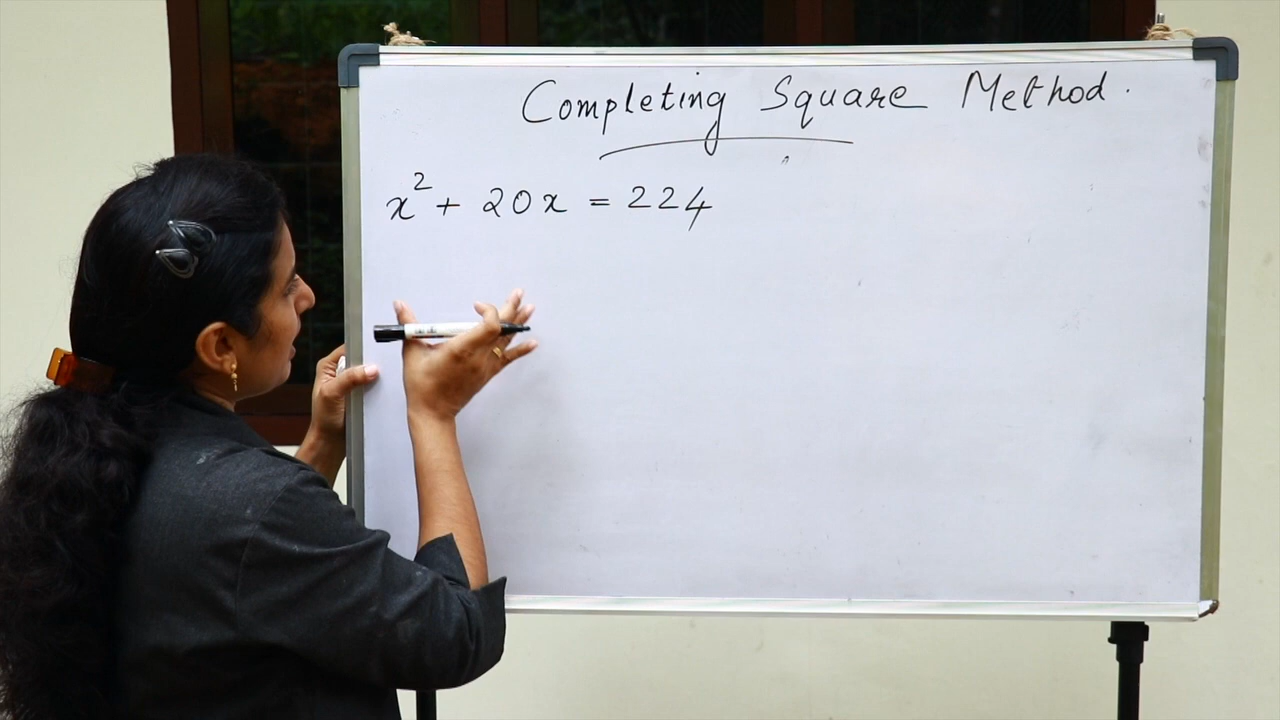 Completing Square Method.
x² + 20x = 224